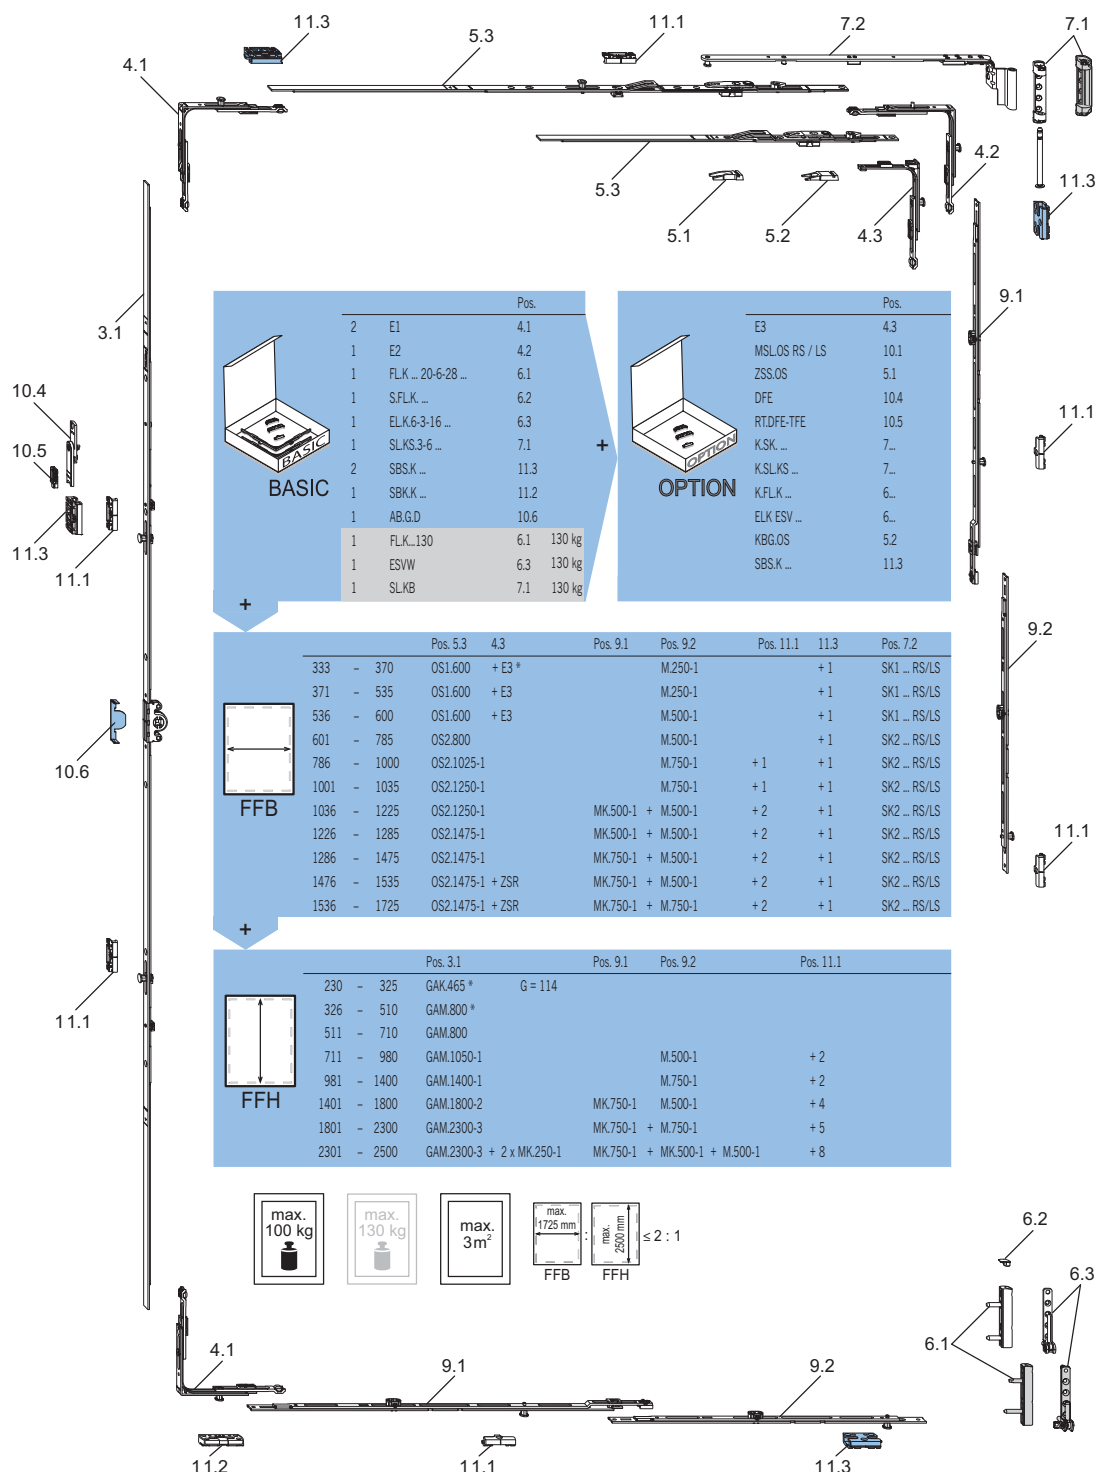 11.3
5.3
11.1
7.2
7.1
4.1
5.3
5.1
5.2
4.3
4.2
11.3
3.1
9.1
10.4
10.5
11.3
11.1
11.1
9.2
10.6
11.1
11.1
Pos.
2 E1 4.1
1 E2 4.2
1 FL.K ... 20-6-28 ... 6.1
1 S.FL.K. ... 6.2
1 EL.K.6-3-16 ... 6.3
1 SL.KS.3-6 ... 7.1
2 SBS.K ... 11.3
1 SBK.K ... 11.2
1 AB.G.D 10.6
1 FL.K...130 6.1 130 kg
1 ESVW 6.3 130 kg
1 SL.KB 7.1 130 kg
BASIC
BASIC
+
Pos.
E3 4.3
MSL.OS RS / LS 10.1
ZSS.OS 5.1
DFE 10.4
RT.DFE-TFE 10.5
K.SK. ... 7...
K.SL.KS ... 7...
K.FL.K ... 6...
ELK ESV ... 6...
KBG.OS 5.2
SBS.K ... 11.3
OPTION
OPTION
+
Pos. 5.3 4.3 Pos. 9.1 Pos. 9.2 Pos. 11.1 11.3 Pos. 7.2
333 – 370 OS1.600 + E3 * M.250-1 + 1 SK1 ... RS/LS
371 – 535 OS1.600 + E3 M.250-1 + 1 SK1 ... RS/LS
536 – 600 OS1.600 + E3 M.500-1 + 1 SK1 ... RS/LS
601 – 785 OS2.800 M.500-1 + 1 SK2 ... RS/LS
786 – 1000 OS2.1025-1 M.750-1 + 1 + 1 SK2 ... RS/LS
1001 – 1035 OS2.1250-1 M.750-1 + 1 + 1 SK2 ... RS/LS
1036 – 1225 OS2.1250-1 MK.500-1 + M.500-1 + 2 + 1 SK2 ... RS/LS
1226 – 1285 OS2.1475-1 MK.500-1 + M.500-1 + 2 + 1 SK2 ... RS/LS
1286 – 1475 OS2.1475-1 MK.750-1 + M.500-1 + 2 + 1 SK2 ... RS/LS
1476 – 1535 OS2.1475-1 + ZSR MK.750-1 + M.500-1 + 2 + 1 SK2 ... RS/LS
1536 – 1725 OS2.1475-1 + ZSR MK.750-1 + M.750-1 + 2 + 1 SK2 ... RS/LS
FFB
+
Pos. 3.1 Pos. 9.1 Pos. 9.2 Pos. 11.1
230 – 325 GAK.465 * G = 114
326 – 510 GAM.800 *
511 – 710 GAM.800
711 – 980 GAM.1050-1 M.500-1 + 2
981 – 1400 GAM.1400-1 M.750-1 + 2
1401 – 1800 GAM.1800-2 MK.750-1 M.500-1 + 4
1801 – 2300 GAM.2300-3 MK.750-1 + M.750-1 + 5
2301 – 2500 GAM.2300-3 + 2 x MK.250-1 MK.750-1 + MK.500-1 + M.500-1 + 8
FFH
max. 100 kg
max. 130 kg
max. 3m²
max. 1725 mm
FFB
:
max. 2500 mm
FFH
≤ 2 : 1
6.2
6.3
6.1
4.1
9.1
9.2
11.2
11.1
11.3